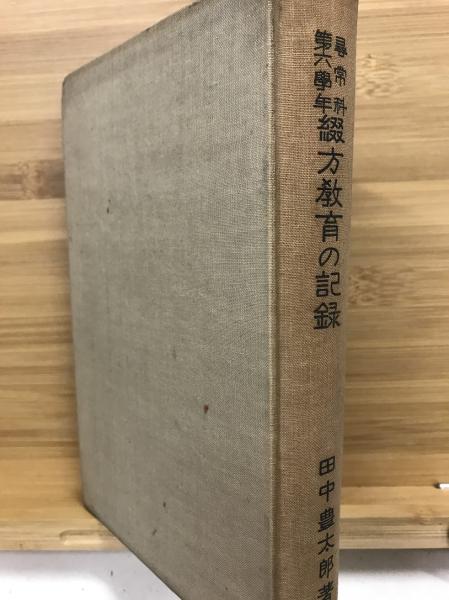 尋常科
第六學年
綴方教育の記録
田中豊太郎著